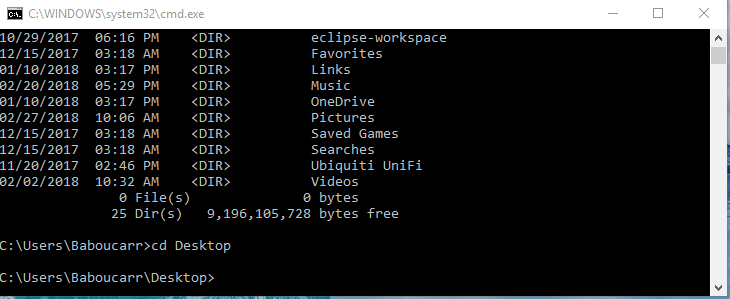 C:\WINDOWS\system32\cmd.exe
10/29/2017  06:16 PM    <DIR>          eclipse-workspace
12/15/2017  03:18 AM    <DIR>          Favorites
01/10/2018  03:17 PM    <DIR>          Links
02/20/2018  05:29 PM    <DIR>          Music
01/10/2018  03:17 PM    <DIR>          OneDrive
02/27/2018  10:06 AM    <DIR>          Pictures
12/15/2017  03:18 AM    <DIR>          Saved Games
12/15/2017  03:18 AM    <DIR>          Searches
11/20/2017  02:46 PM    <DIR>          Ubiquiti UniFi
02/02/2018  10:32 AM    <DIR>          Videos
               0 File(s)              0 bytes
              25 Dir(s)   9,196,105,728 bytes free
C:\Users\Baboucarr>cd Desktop
C:\Users\Baboucarr\Desktop>